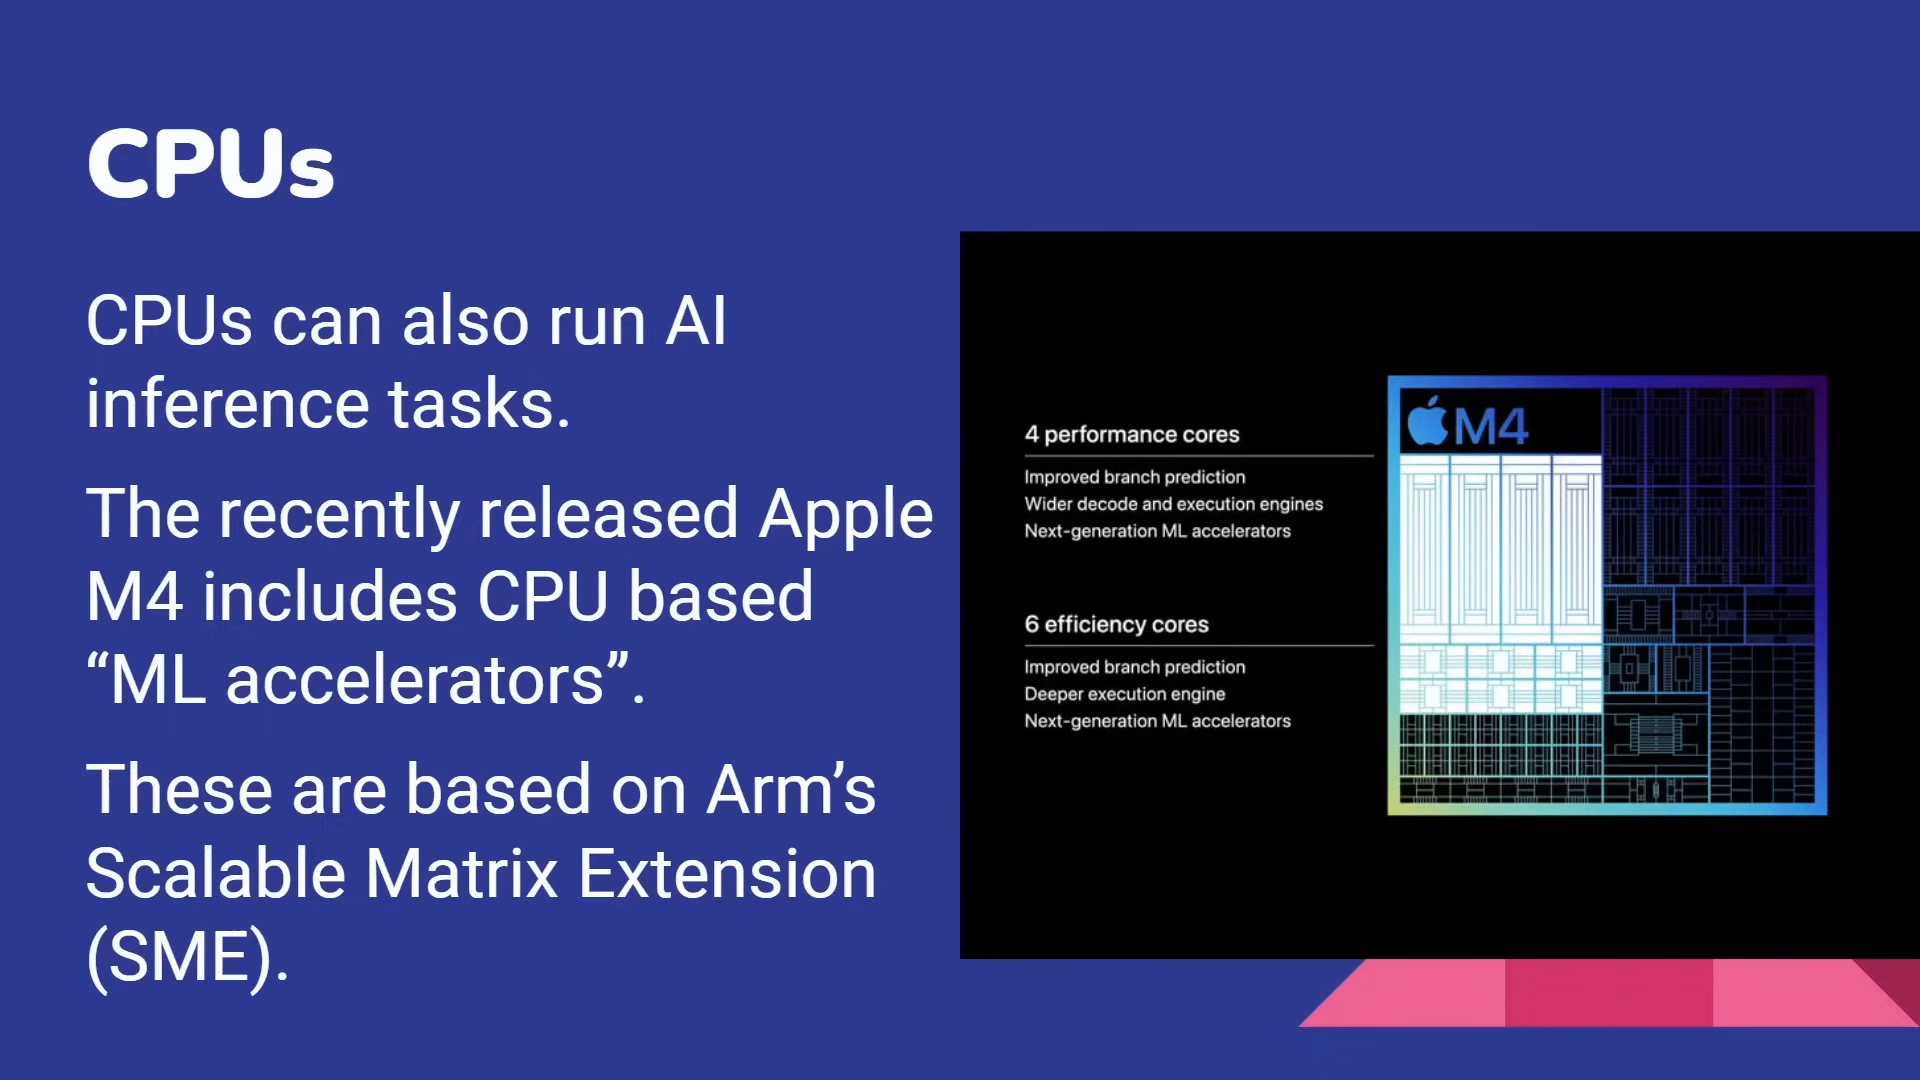 CPUs
CPUs can also run AI
inference tasks.
The recently released Apple
M4 includes CPU based
“ML accelerators”.
These are based on Arm’s
Scalable Matrix Extension
(SME).
4 performance cores
Improved branch prediction
Wider decode and execution engines
Next-generation ML accelerators
6 efficiency cores
Improved branch prediction
Deeper execution engine
Next-generation ML accelerators
M4